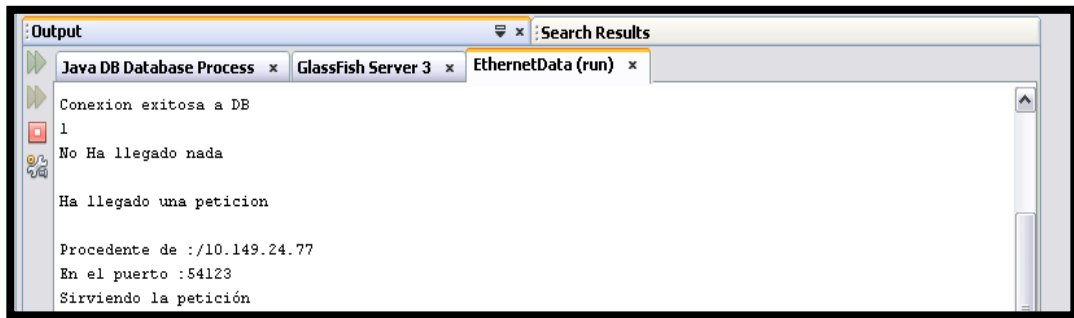 Output
Search Results
Java DB Database Process x GlassFish Server 3 x EthernetData (run) x
Conexion exitosa a DB
1
No Ha llegado nada
Ha llegado una peticion
Procedente de :/10.149.24.77
En el puerto :54123
Sirviendo la petición